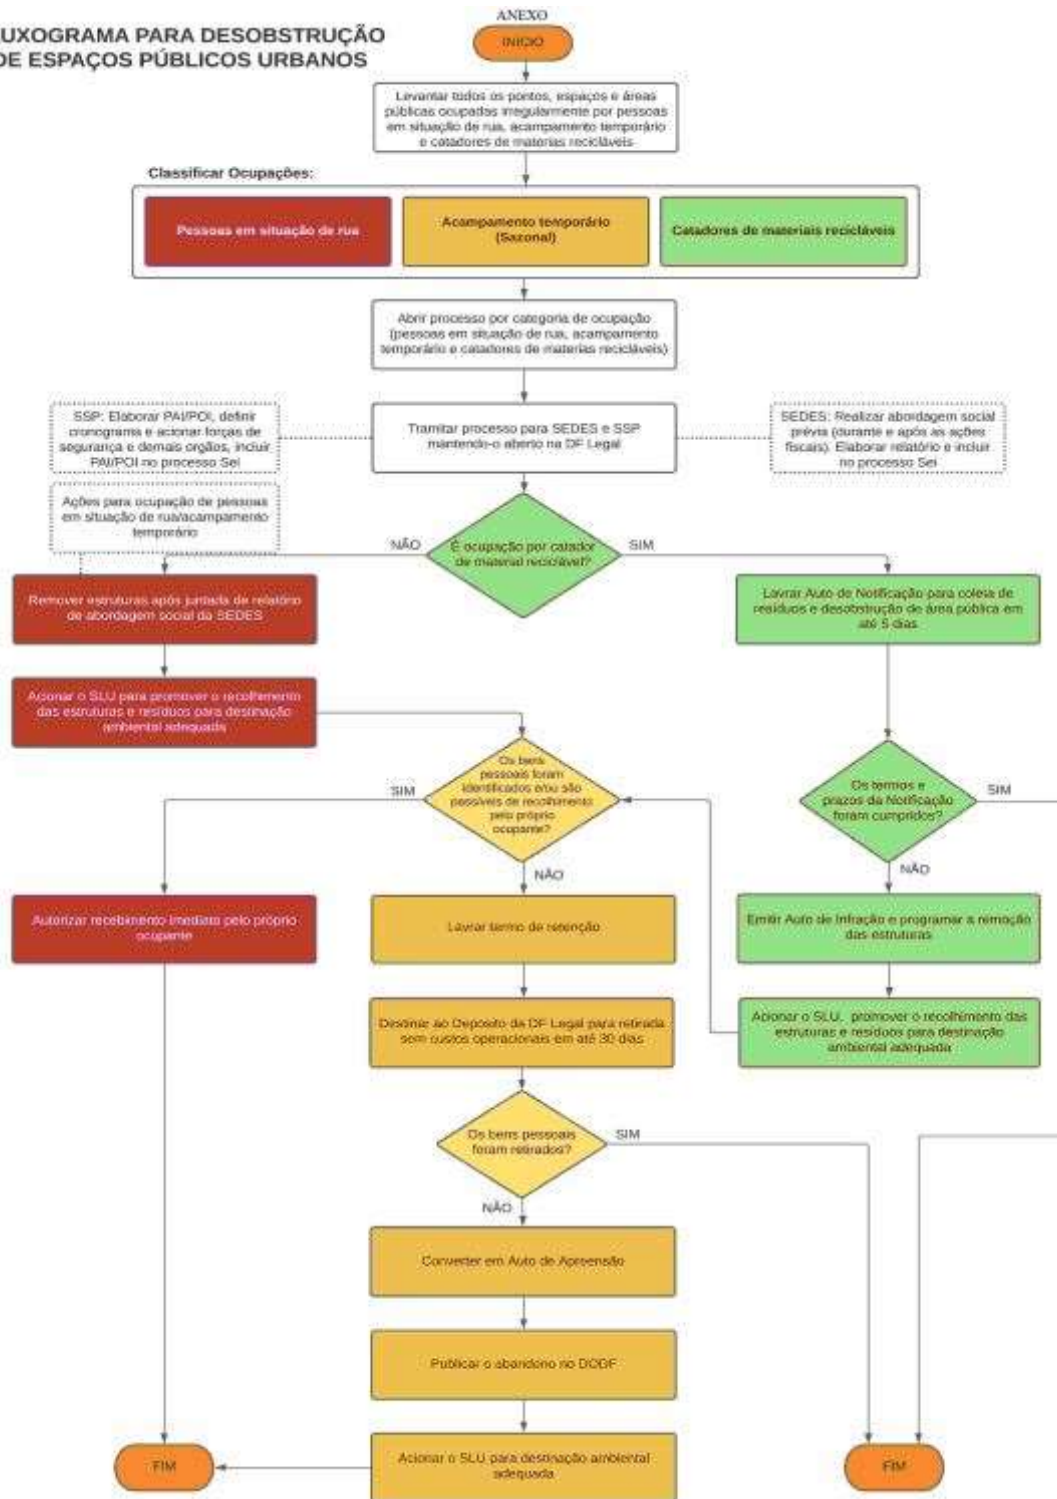 ANEXO
UXOGRAMA PARA DESOBSTRUÇÃO
DE ESPAÇOS PÚBLICOS URBANOS
INICIO
Levantar todos os pontos, espaços e áreas
públicas ocupadas irregularmente por pessoas
em situação de rua, acampamento temporário
e catadores de materias recicláveis
Classificar Ocupações:
Pessoas em situação de rua
Acampamento temporário
(Sazonal)
Catadores de materiais recicláveis
Abrir processo por categoria de ocupação
(pessoas em situação de rua, acampamento
temporário e catadores de materias recicláveis)
SSP: Elaborar PAI/POI, definir
cronograma e acionar forças de
segurança e demais orgãos, incluir
PAI/POI no processo Sei
Tramitar processo para SEDES e SSP
mantendo-o aberto na DF Legal
SEDES: Realizar abordagem social
prévia (durante e após as ações
fiscais). Elaborar relatório e incluir
no processo Sei
Ações para ocupação de pessoas
em situação de rua/acampamento
temporário
NÃO
É ocupação por catador
de material reciclável?
SIM
Remover estruturas após juntada de relatório
de abordagem social da SEDES
Lavrar Auto de Notificação para coleta de
resíduos e desobstrução de área pública em
até 5 dias
Acionar o SLU para promover o recolhimento
das estruturas e resíduos para destinação
ambiental adequada
SIM
Os bens
pessoais foram
identificados e/ou são
passíveis de recolhimento
pelo próprio
ocupante?
Os termos e
prazos da Notificação
foram cumpridos?
SIM
NÃO
NÃO
Autorizar recebimento imediato pelo próprio
ocupante
Lavrar termo de retenção
Emitir Auto de Infração e programar a remoção
das estruturas
Destinar ao Depósito da DF Legal para retirada
sem custos operacionais em até 30 dias
Acionar o SLU, promover o recolhimento das
estruturas e resíduos para destinação
ambiental adequada
Os bens pessoais
foram retirados?
SIM
NÃO
Converter em Auto de Apreensão
Publicar o abandono no DODF
Acionar o SLU para destinação ambiental
adequada
FIM
FIM